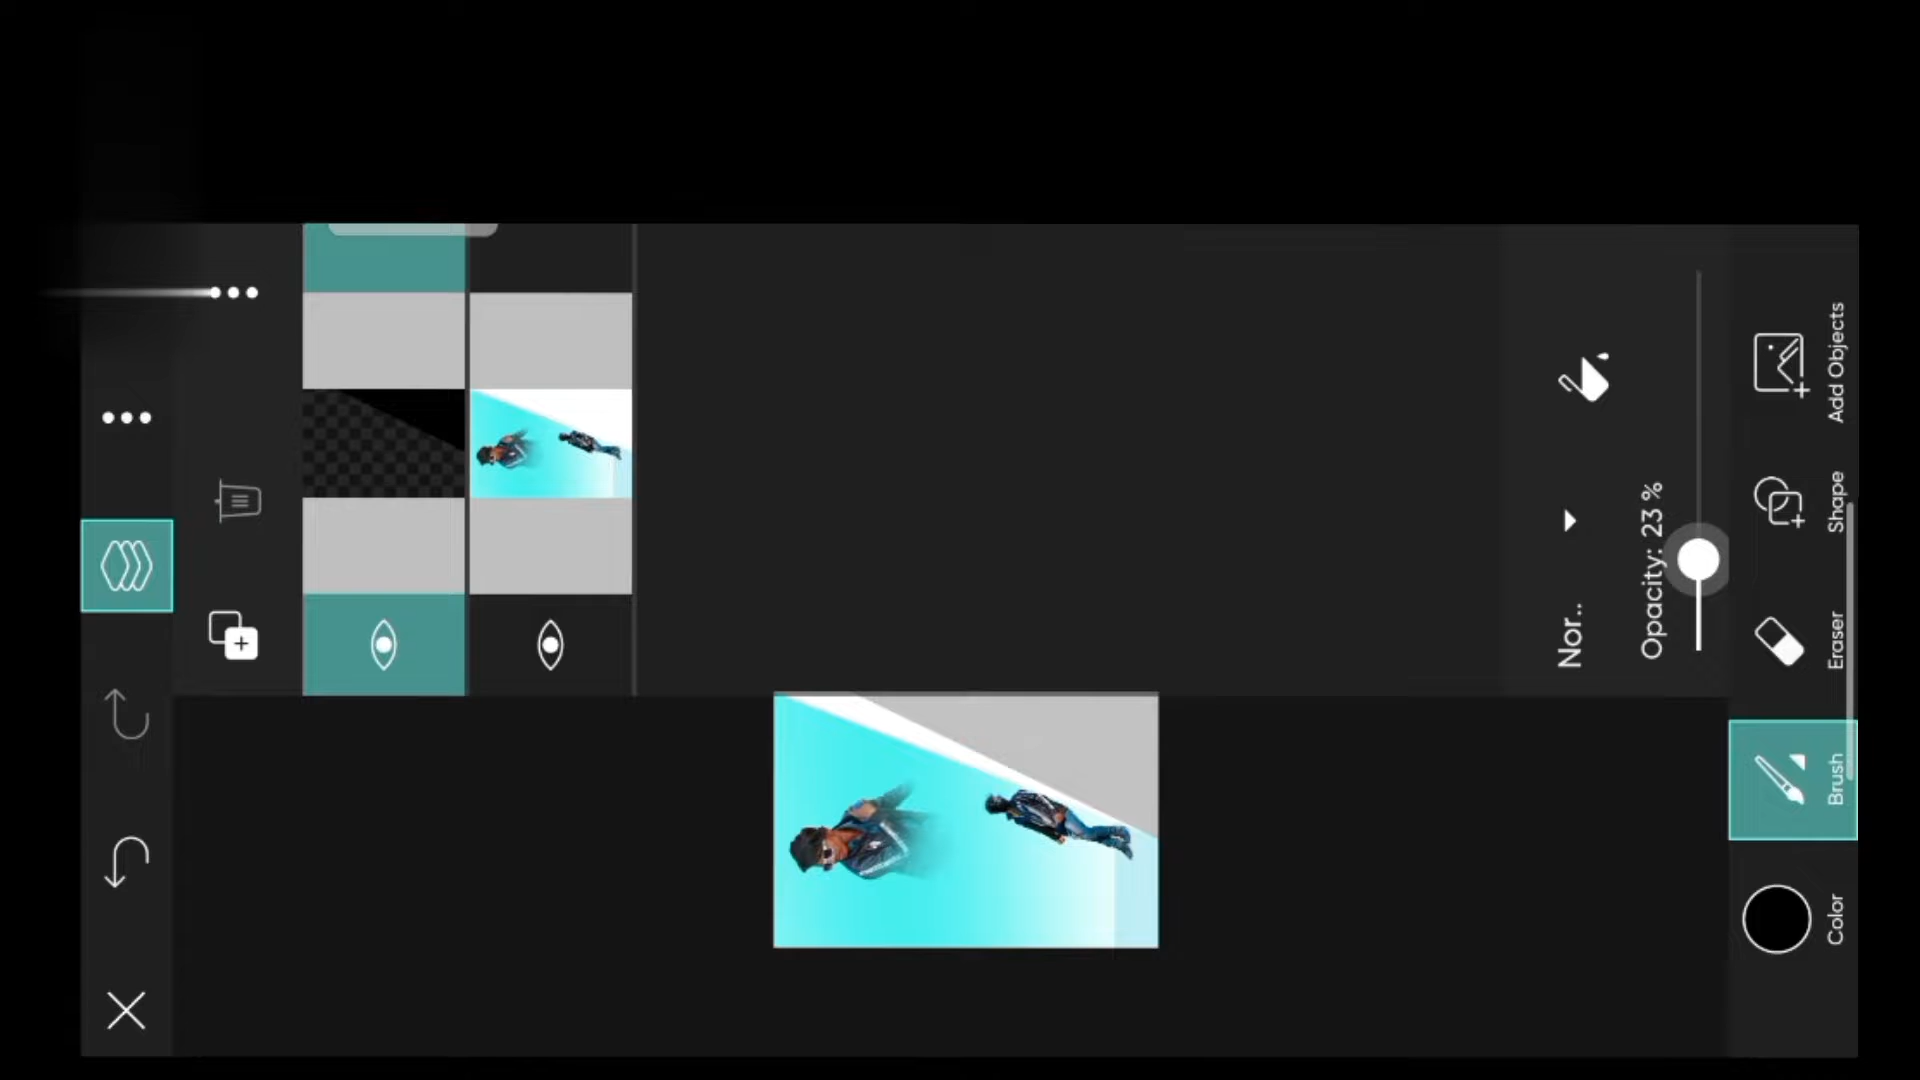 Nor..
Opacity: 23 %
Color
Brush
Eraser
Shape
Add Objects